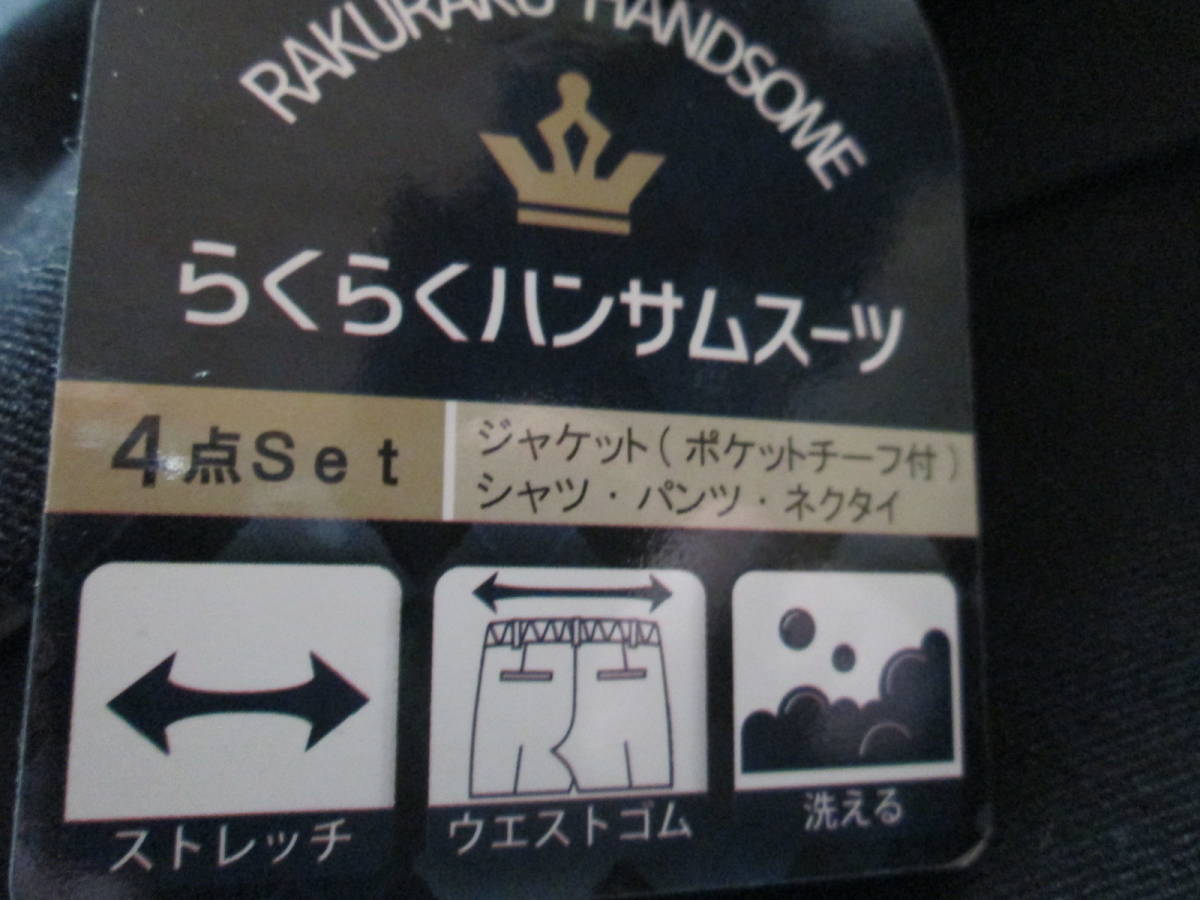 RAKURAKU HANDSOME
らくらくハンサムスーツ
4点Set
ジャケット(ポケットチーフ付)
シャツ・パンツ・ネクタイ
ストレッチ
ウエストゴム
洗える